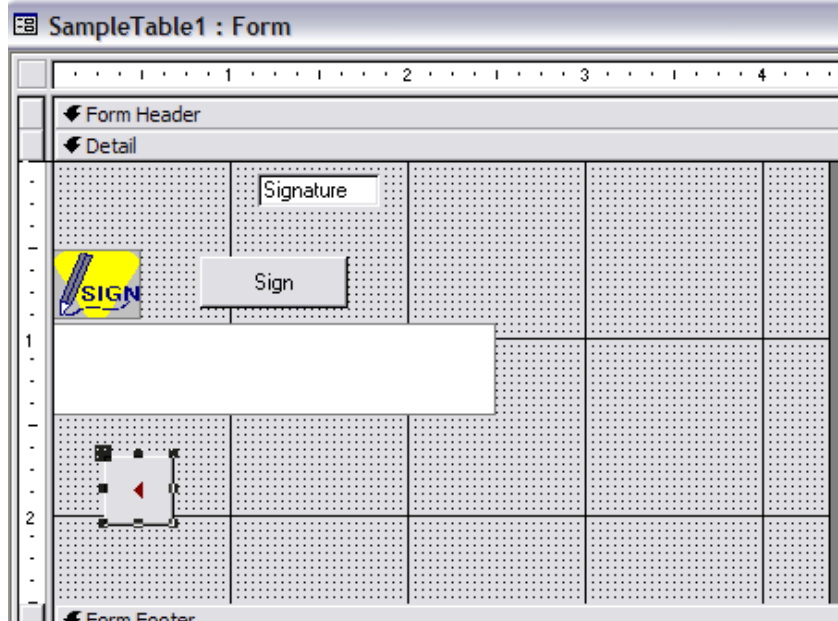 SampleTable1 : Form
1 2 3 4
Form Header
Detail
Signature
SIGN
Sign
1
2
Form Footer